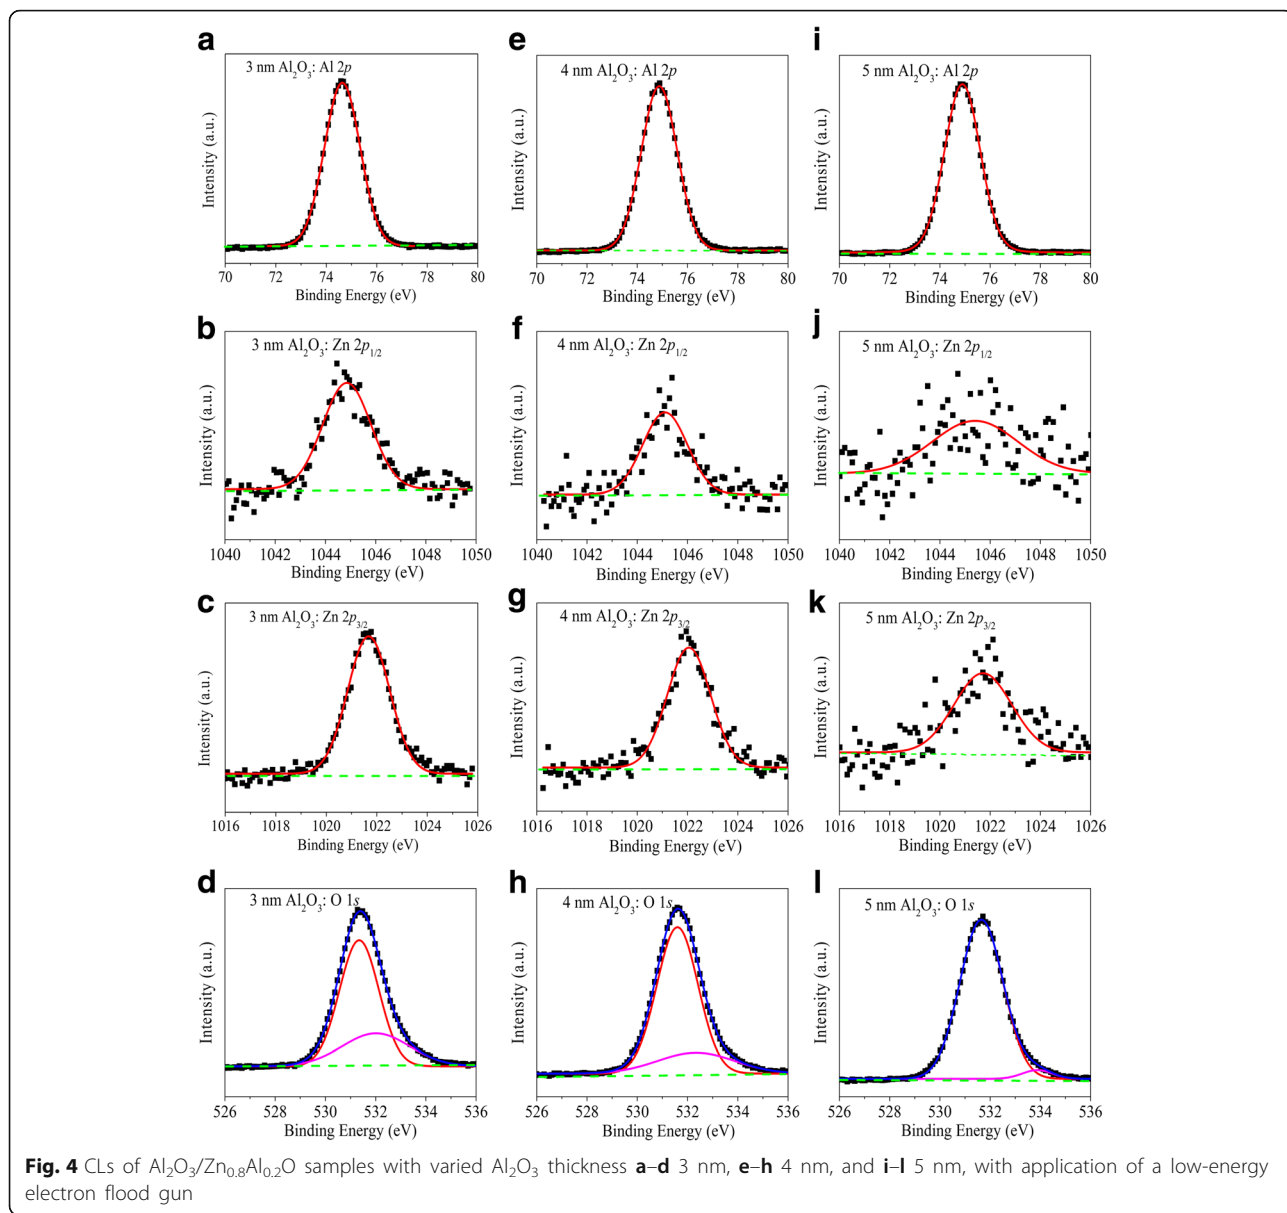 a
3 nm Al₂O₃: Al 2p
Intensity (a.u.)
70 72 74 76 78 80
Binding Energy (eV)
e
4 nm Al₂O₃: Al 2p
Intensity (a.u.)
70 72 74 76 78 80
Binding Energy (eV)
i
5 nm Al₂O₃: Al 2p
Intensity (a.u.)
70 72 74 76 78 80
Binding Energy (eV)
b
3 nm Al₂O₃: Zn 2p₁/₂
Intensity (a.u.)
1040 1042 1044 1046 1048 1050
Binding Energy (eV)
f
4 nm Al₂O₃: Zn 2p₁/₂
Intensity (a.u.)
1040 1042 1044 1046 1048 1050
Binding Energy (eV)
j
5 nm Al₂O₃: Zn 2p₁/₂
Intensity (a.u.)
1040 1042 1044 1046 1048 1050
Binding Energy (eV)
c
3 nm Al₂O₃: Zn 2p₃/₂
Intensity (a.u.)
1016 1018 1020 1022 1024 1026
Binding Energy (eV)
g
4 nm Al₂O₃: Zn 2p₃/₂
Intensity (a.u.)
1016 1018 1020 1022 1024 1026
Binding Energy (eV)
k
5 nm Al₂O₃: Zn 2p₃/₂
Intensity (a.u.)
1016 1018 1020 1022 1024 1026
Binding Energy (eV)
d
3 nm Al₂O₃: O 1s
Intensity (a.u.)
526 528 530 532 534 536
Binding Energy (eV)
h
4 nm Al₂O₃: O 1s
Intensity (a.u.)
526 528 530 532 534 536
Binding Energy (eV)
l
5 nm Al₂O₃: O 1s
Intensity (a.u.)
526 528 530 532 534 536
Binding Energy (eV)
Fig. 4 CLs of Al₂O₃/Zn₀.₈Al₀.₂O samples with varied Al₂O₃ thickness a–d 3 nm, e–h 4 nm, and i–l 5 nm, with application of a low-energy
electron flood gun